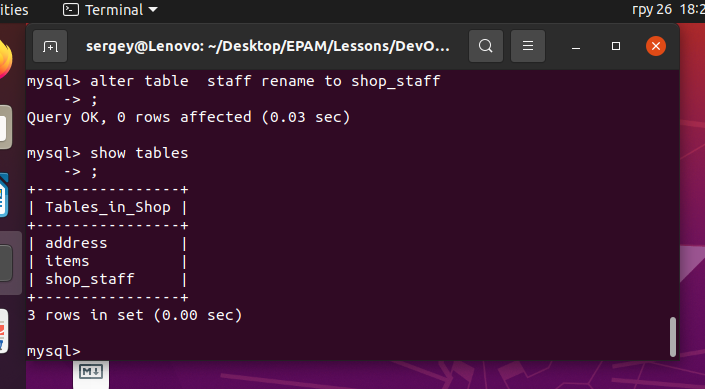 ities
Terminal
гру 26 18:2
sergey@Lenovo: ~/Desktop/EPAM/Lessons/DevO...
mysql> alter table  staff rename to shop_staff
    -> ;
Query OK, 0 rows affected (0.03 sec)

mysql> show tables
    -> ;
+----------------+
| Tables_in_Shop |
+----------------+
| address        |
| items          |
| shop_staff     |
+----------------+
3 rows in set (0.00 sec)

mysql>
M